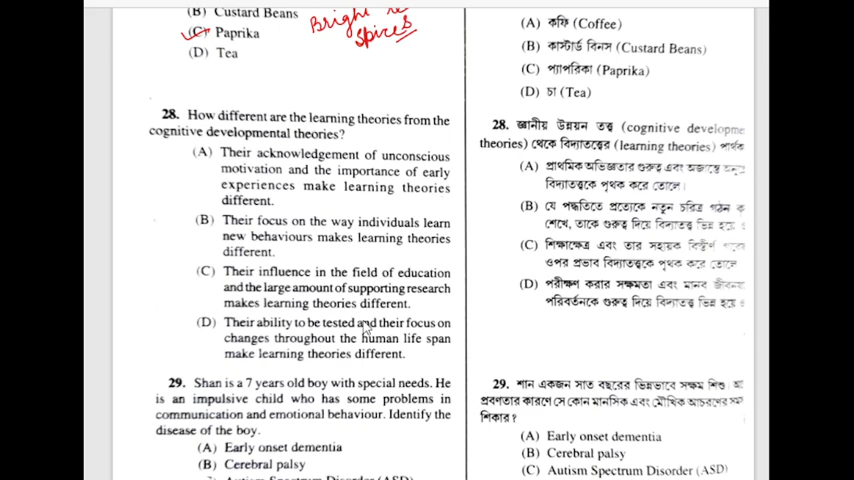 (B) Custard Beans
(C) Paprika
(D) Tea
Bright re
spices
28. How different are the learning theories from the
cognitive developmental theories?
(A) Their acknowledgement of unconscious
motivation and the importance of early
experiences make learning theories
different.
(B) Their focus on the way individuals learn
new behaviours makes learning theories
different.
(C) Their influence in the field of education
and the large amount of supporting research
makes learning theories different.
(D) Their ability to be tested and their focus on
changes throughout the human life span
make learning theories different.
29. Shan is a 7 years old boy with special needs. He
is an impulsive child who has some problems in
communication and emotional behaviour. Identify the
disease of the boy.
(A) Early onset dementia
(B) Cerebral palsy
Autism Spectrum Disorder (ASD)
(A) কফি (Coffee)
(B) কাস্টার্ড বিনস (Custard Beans)
(C) প্যাপরিকা (Paprika)
(D) চা (Tea)
28. জ্ঞানীয় উন্নয়ন তত্ত্ব (cognitive developme
theories) থেকে বিদ্যাতত্ত্বের (learning theories) পার্থক
(A) প্রাথমিক অভিজ্ঞতার গুরুত্ব এবং অজান্তে
বিদ্যাতত্ত্বকে পৃথক করে তোলে।
(B) যে পদ্ধতিতে প্রত্যেকে নতুন চরিত্র গঠন ক
শেখে, তাকে গুরুত্ব দিয়ে বিদ্যাতত্ত্ব ভিন্ন হয়ে
(C) শিক্ষাক্ষেত্র এবং তার সহায়ক বিস্তীর্ণ
ওপর প্রভাব বিদ্যাতত্ত্বকে পৃথক করে তোলে
(D) পরীক্ষণ করার সক্ষমতা এবং মানব
পরিবর্তনকে গুরুত্ব দিয়ে বিদ্যাতত্ত্ব ভিন্ন হয়ে
29. শান একজন সাত বছরের ভিন্নভাবে সক্ষম শিশু।
প্রবণতার কারণে সে কোন মানসিক এবং মৌখিক আচরণের
শিকার?
(A) Early onset dementia
(B) Cerebral palsy
(C) Autism Spectrum Disorder (ASD)